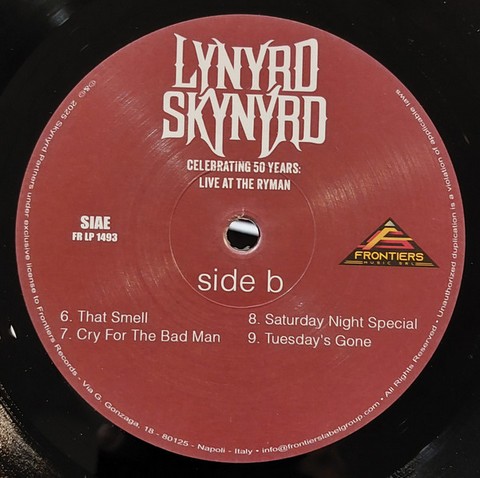 LYNYRD
SKYNYRD
CELEBRATING 50 YEARS:
LIVE AT THE RYMAN
SIAE
FR LP 1493
FRONTIERS
MUSIC SRL
side b
6. That Smell
7. Cry For The Bad Man
8. Saturday Night Special
9. Tuesday's Gone
℗&© 2025 Skynyrd Partners under exclusive license to Frontiers Records - Via G. Gonzaga, 18 - 80125 - Napoli - Italy • info@frontierslabelgroup.com • All Rights Reserved - Unauthorized duplication is a violation of applicable laws